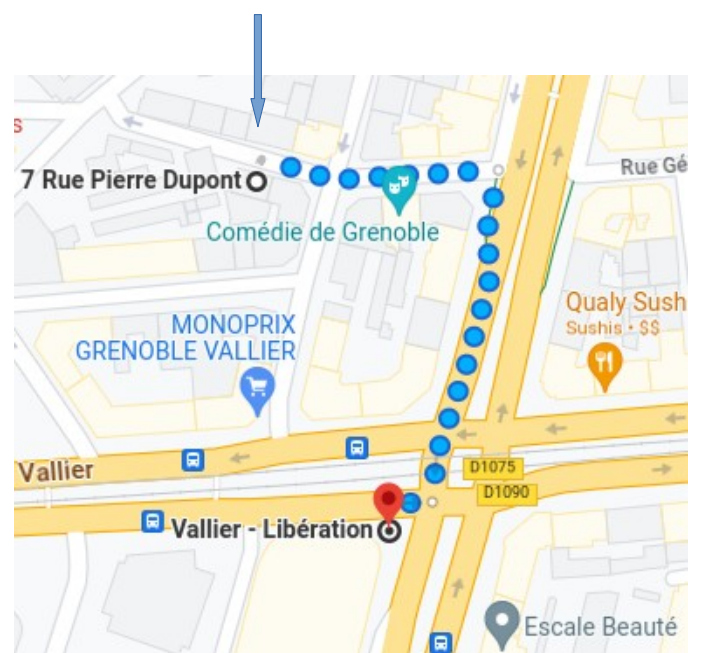 s
Rue Gé
7 Rue Pierre Dupont
Comédie de Grenoble
Qualy Sush
Sushis • $$
MONOPRIX
GRENOBLE VALLIER
Vallier
D1075
D1090
Vallier - Libération
Escale Beauté